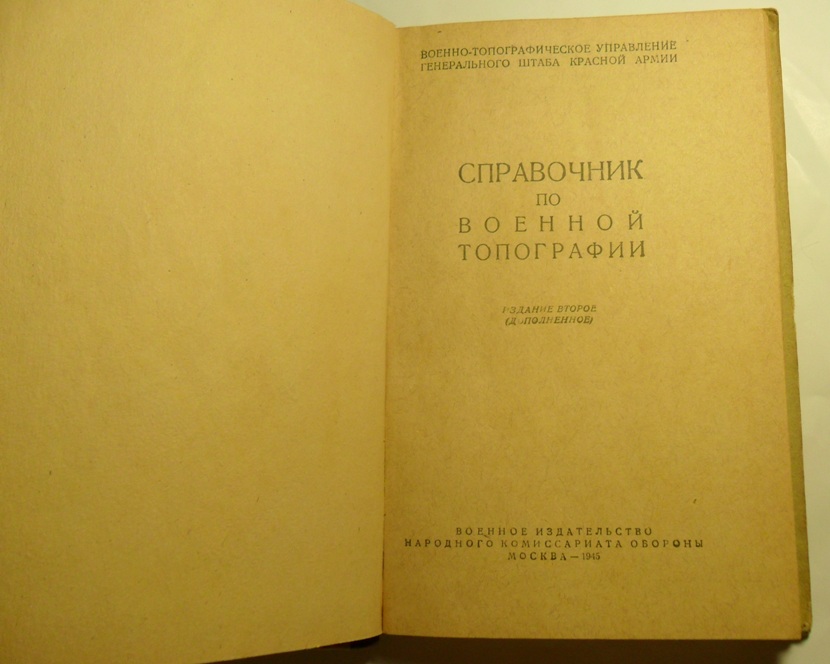 ВОЕННО-ТОПОГРАФИЧЕСКОЕ УПРАВЛЕНИЕ
ГЕНЕРАЛЬНОГО ШТАБА КРАСНОЙ АРМИИ
СПРАВОЧНИК
ПО
ВОЕННОЙ
ТОПОГРАФИИ
ИЗДАНИЕ ВТОРОЕ
(ДОПОЛНЕННОЕ)
ВОЕННОЕ ИЗДАТЕЛЬСТВО
НАРОДНОГО КОМИССАРИАТА ОБОРОНЫ
МОСКВА — 1945